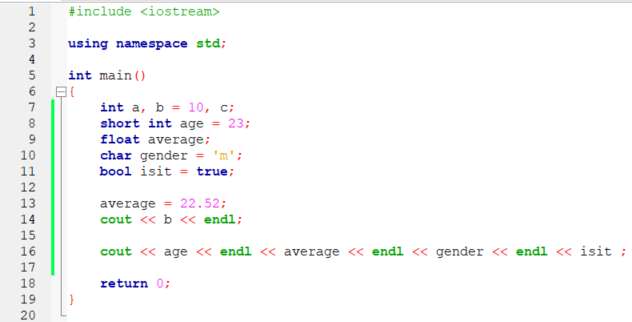 1 #include <iostream>
2
3 using namespace std;
4
5 int main()
6 {
7 int a, b = 10, c;
8 short int age = 23;
9 float average;
10 char gender = 'm';
11 bool isit = true;
12
13 average = 22.52;
14 cout << b << endl;
15
16 cout << age << endl << average << endl << gender << endl << isit ;
17
18 return 0;
19 }
20